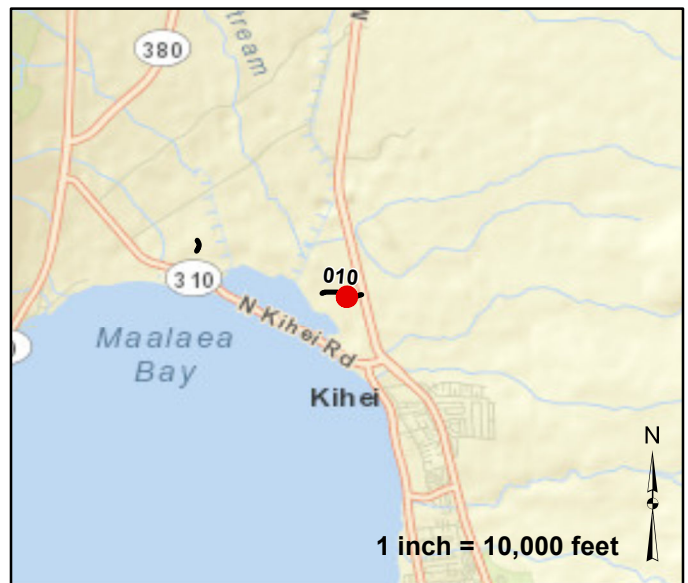 380
tream
010
310
N Kihei Rd
Maalaea
Bay
Kihei
N
1 inch = 10,000 feet